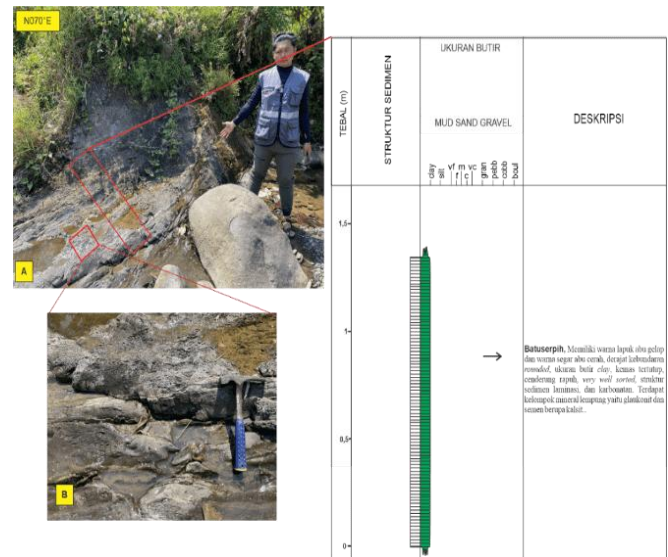 N070°E
A
B
UKURAN BUTIR
TEBAL (m)
STRUKTUR SEDIMEN
MUD SAND GRAVEL
DESKRIPSI
clay
silt
vf
f
m
c
vc
gran
pebb
cobb
boul
1,5
1
0,5
0
Batuserpih, Memiliki warna lapuk abu gelap
dan warna segar abu cerah, derajat kebundaran
rounded, ukuran butir clay, kemas tertutup,
cenderung rapuh, very well sorted, struktur
sedimen laminasi, dan karbonatan. Terdapat
kelompok mineral lempung yaitu glaukonit dan
semen berupa kalsit..